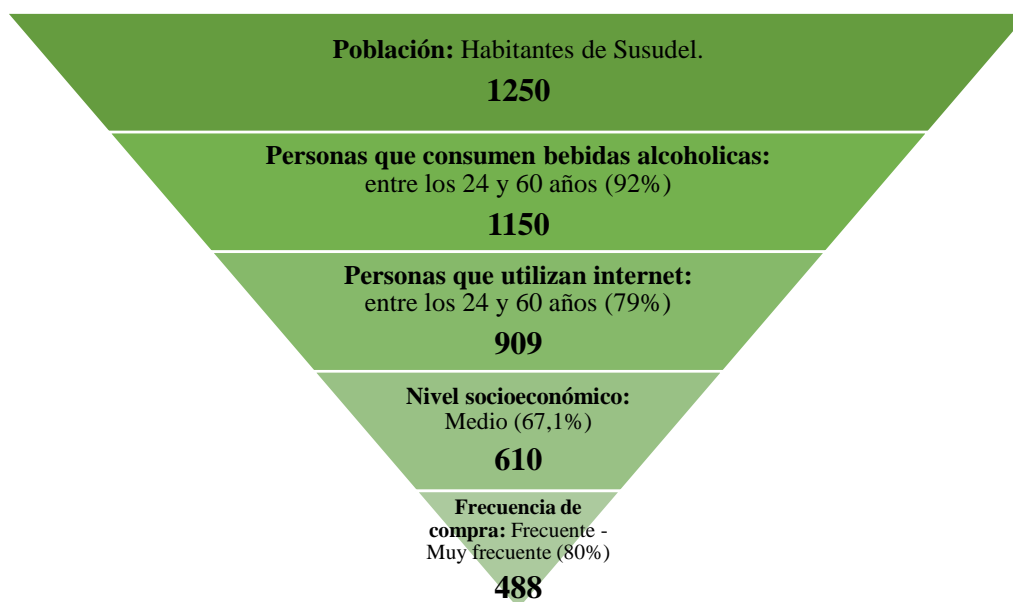 Población: Habitantes de Susudel.
1250
Personas que consumen bebidas alcoholicas:
entre los 24 y 60 años (92%)
1150
Personas que utilizan internet:
entre los 24 y 60 años (79%)
909
Nivel socioeconómico:
Medio (67,1%)
610
Frecuencia de
compra: Frecuente -
Muy frecuente (80%)
488